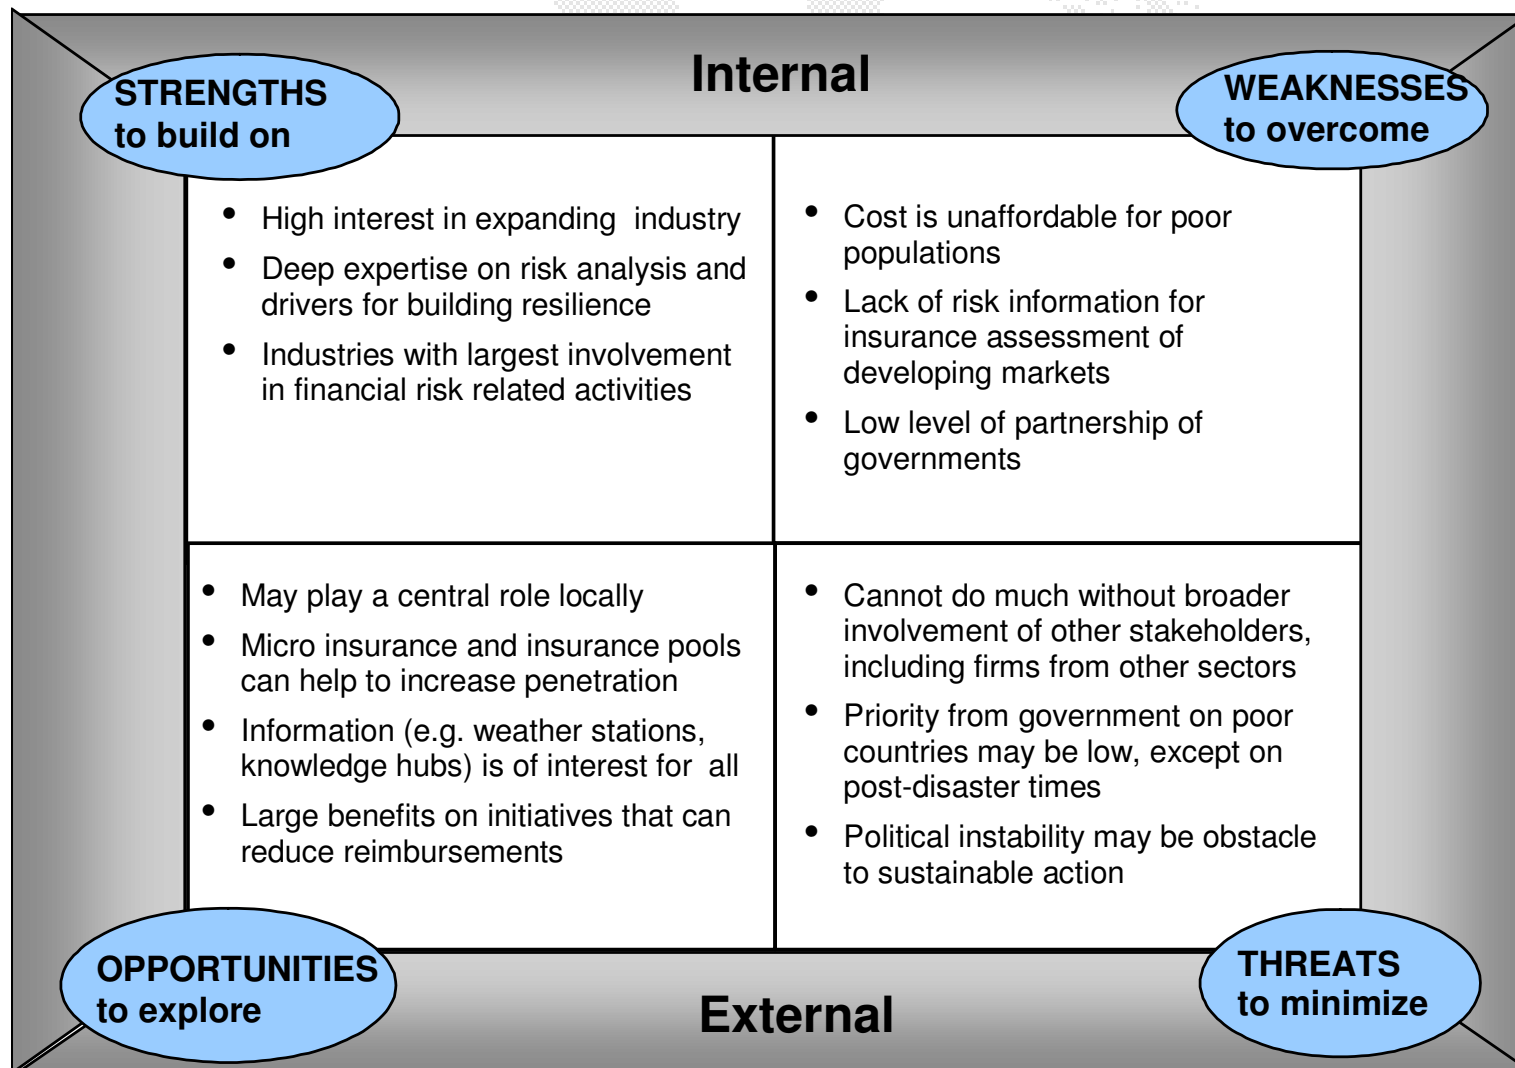 Internal
STRENGTHS
to build on
WEAKNESSES
to overcome
• High interest in expanding industry
• Deep expertise on risk analysis and
drivers for building resilience
• Industries with largest involvement
in financial risk related activities
• Cost is unaffordable for poor
populations
• Lack of risk information for
insurance assessment of
developing markets
• Low level of partnership of
governments
• May play a central role locally
• Micro insurance and insurance pools
can help to increase penetration
• Information (e.g. weather stations,
knowledge hubs) is of interest for all
• Large benefits on initiatives that can
reduce reimbursements
• Cannot do much without broader
involvement of other stakeholders,
including firms from other sectors
• Priority from government on poor
countries may be low, except on
post-disaster times
• Political instability may be obstacle
to sustainable action
OPPORTUNITIES
to explore
External
THREATS
to minimize